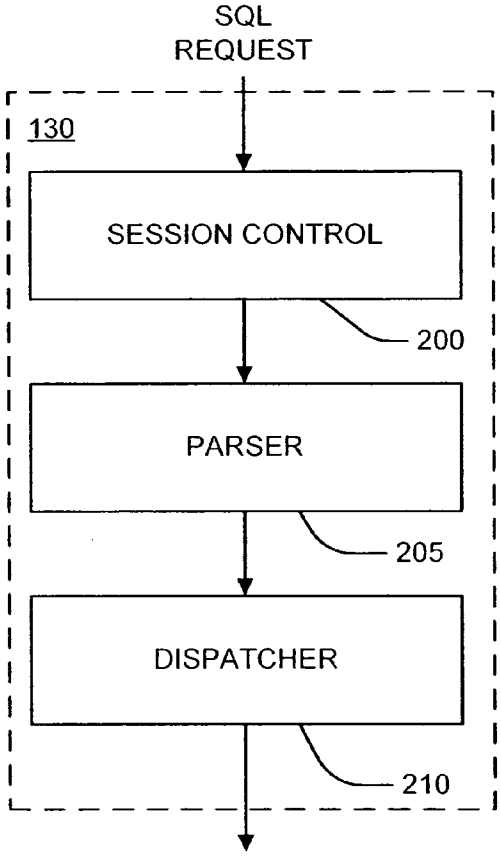 SQL
REQUEST
130
SESSION CONTROL
200
PARSER
205
DISPATCHER
210